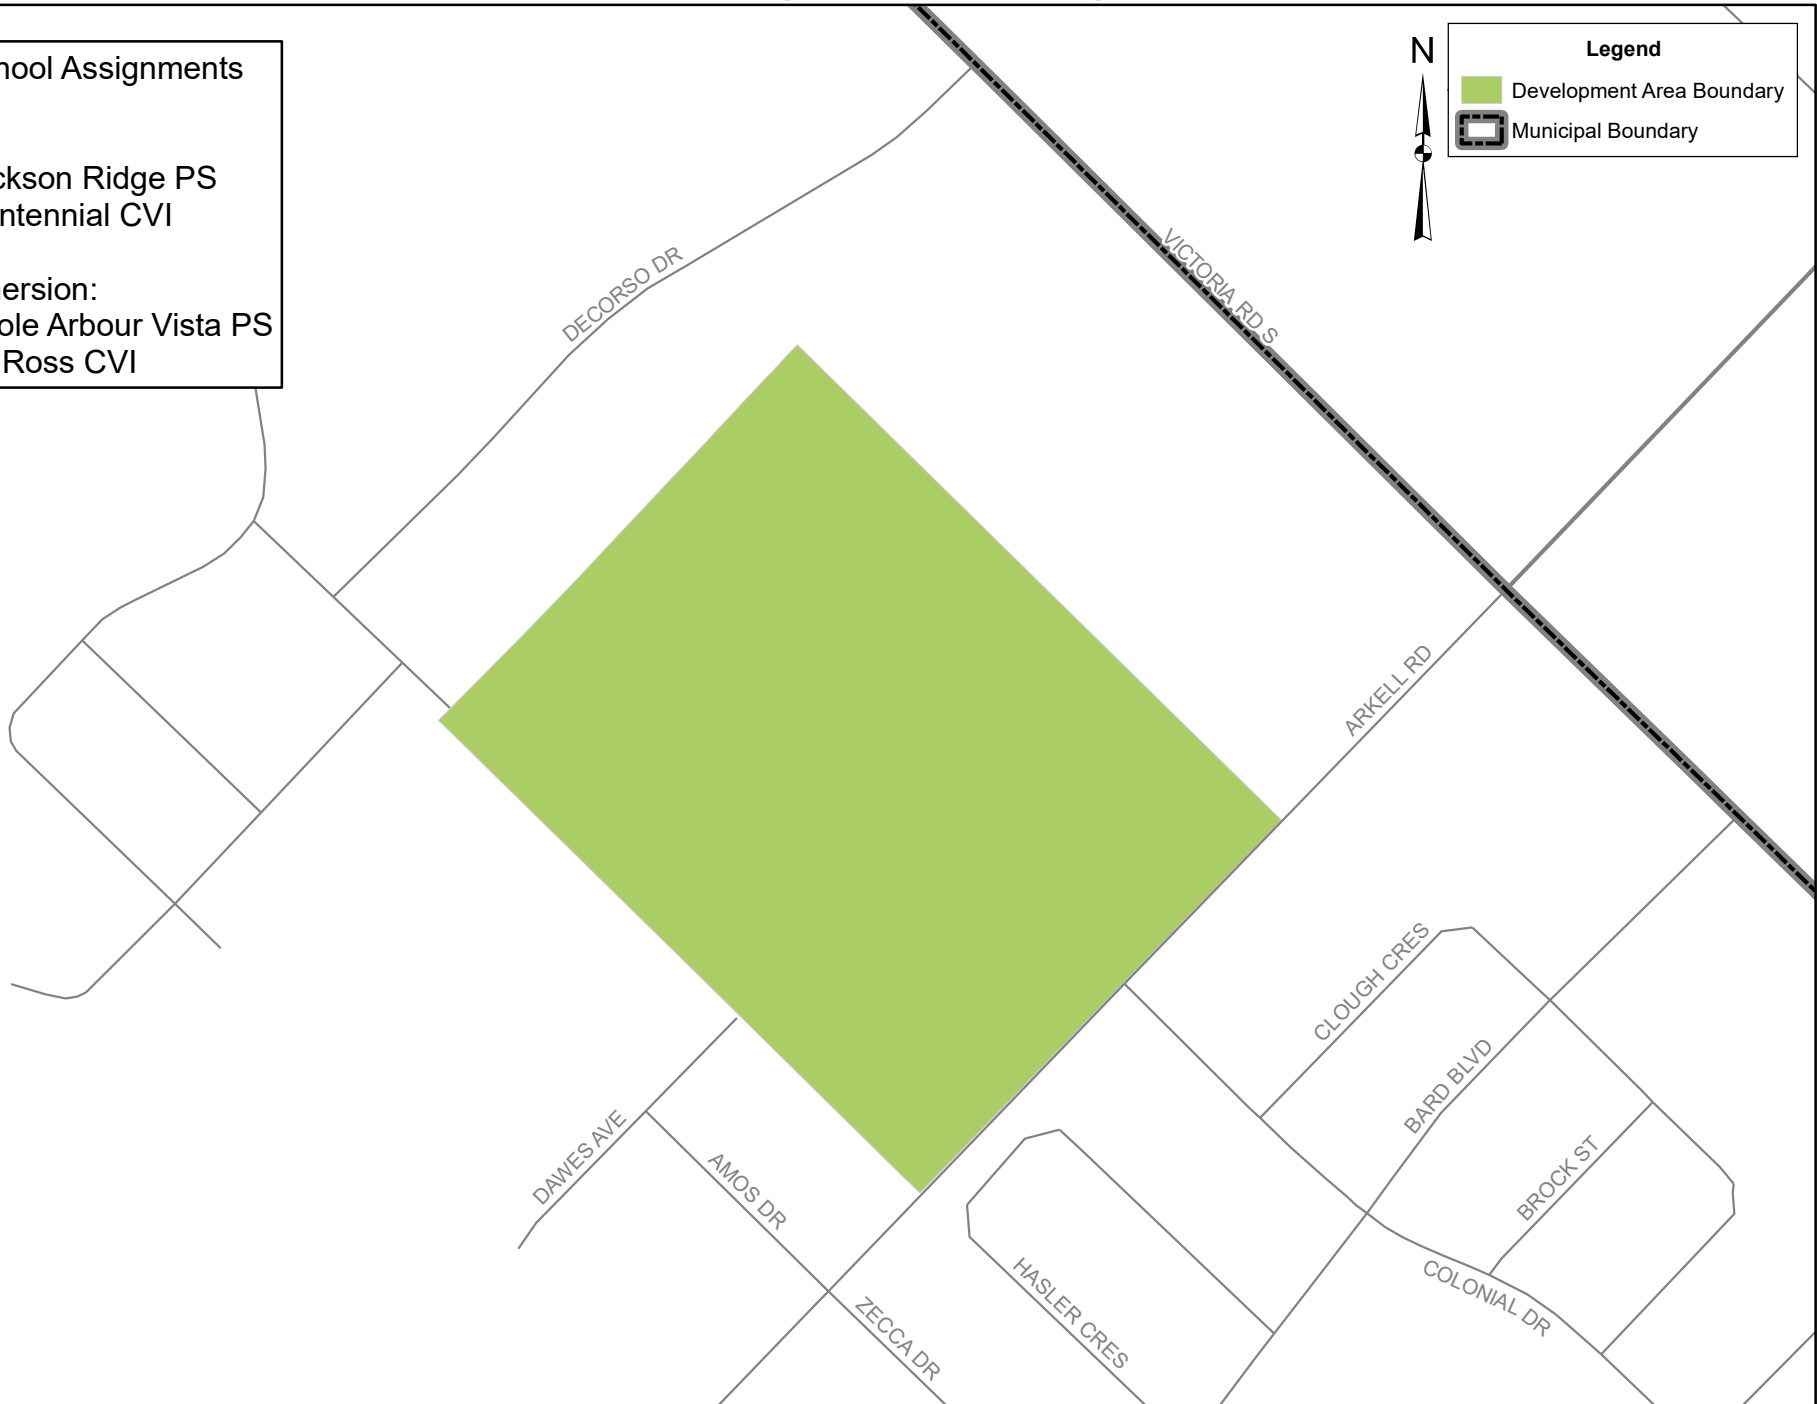 hool Assignments
ckson Ridge PS
ntennial CVI
ersion:
ole Arbour Vista PS
Ross CVI
N
Legend
Development Area Boundary
Municipal Boundary
DECORSO DR
VICTORIA RD S
ARKELL RD
CLOUGH CRES
BARD BLVD
BROCK ST
DAWES AVE
AMOS DR
HASLER CRES
COLONIAL DR
ZECCA DR